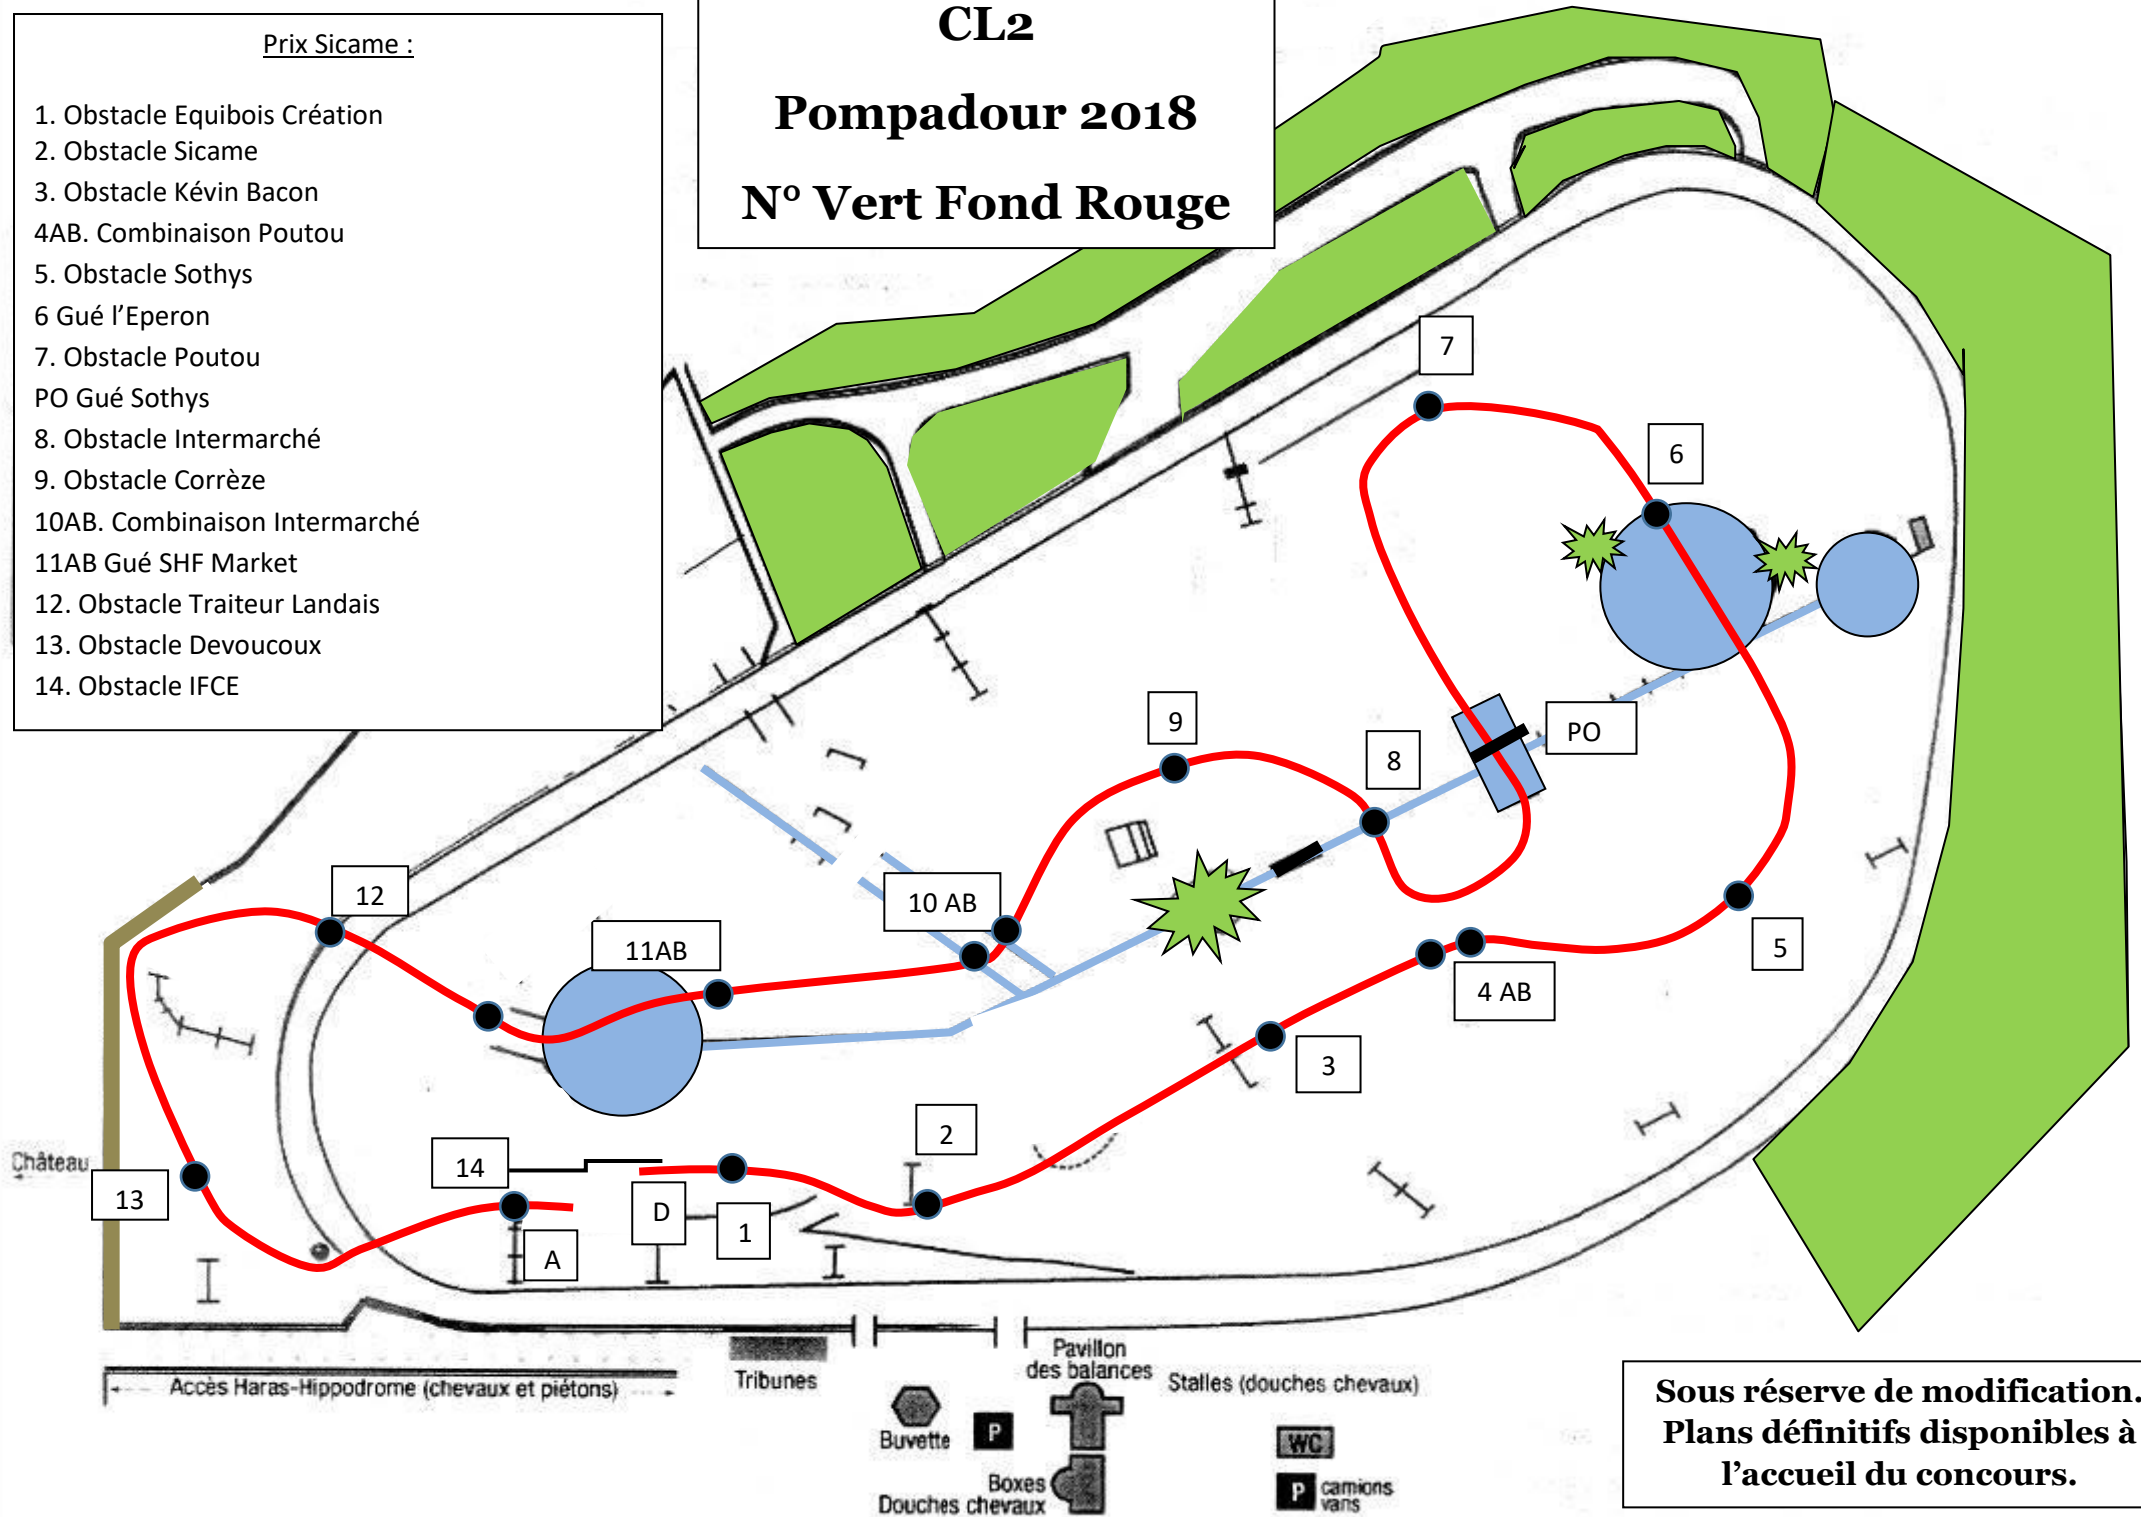 Prix Sicame :
1. Obstacle Equibois Création
2. Obstacle Sicame
3. Obstacle Kévin Bacon
4AB. Combinaison Poutou
5. Obstacle Sothys
6 Gué l’Eperon
7. Obstacle Poutou
PO Gué Sothys
8. Obstacle Intermarché
9. Obstacle Corrèze
10AB. Combinaison Intermarché
11AB Gué SHF Market
12. Obstacle Traiteur Landais
13. Obstacle Devoucoux
14. Obstacle IFCE
CL2
Pompadour 2018
N° Vert Fond Rouge
7
6
PO
9
8
12
10 AB
11AB
5
4 AB
3
2
14
13
D
1
A
Château
Accès Haras-Hippodrome (chevaux et piétons)
Tribunes
Pavillon
des balances
Stalles (douches chevaux)
Buvette
P
WC
Boxes
Douches chevaux
P camions
vans
Sous réserve de modification.
Plans définitifs disponibles à
l’accueil du concours.